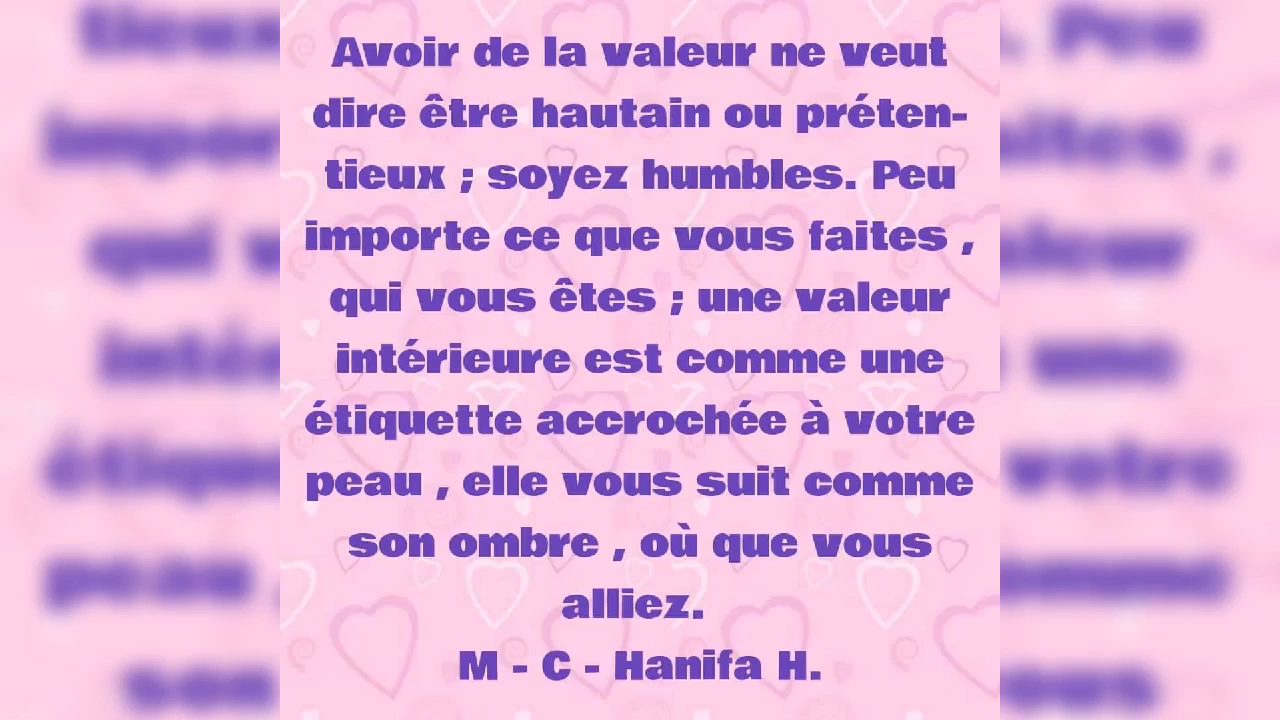 Avoir de la valeur ne veut
dire être hautain ou préten-
tieux ; soyez humbles. Peu
importe ce que vous faites ,
qui vous êtes ; une valeur
intérieure est comme une
étiquette accrochée à votre
peau , elle vous suit comme
son ombre , où que vous
alliez.
M - C - Hanifa H.